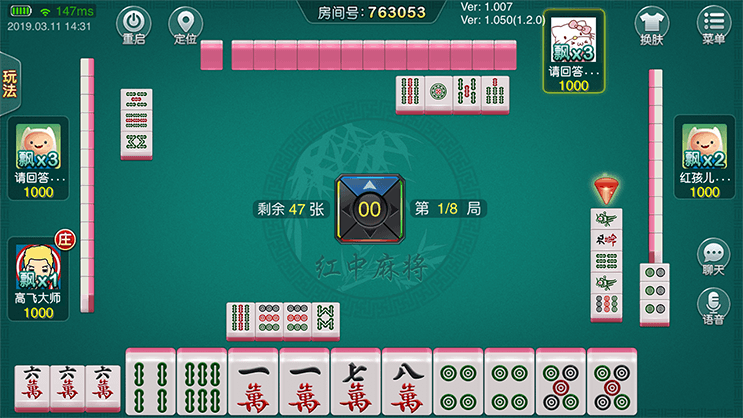 147ms
2019.03.11 14:31
重启
定位
房间号：763053
Ver: 1.007
Ver: 1.050(1.2.0)
飘x3
请回答···
1000
换肤
菜单
玩法
飘x3
请回答···
1000
飘x2
红孩儿···
1000
剩余 47 张
00
第 1/8 局
红中麻将
庄
飘x1
高飞大师
1000
聊天
语音
六萬 六萬 六萬 一萬 一萬 七萬 八萬